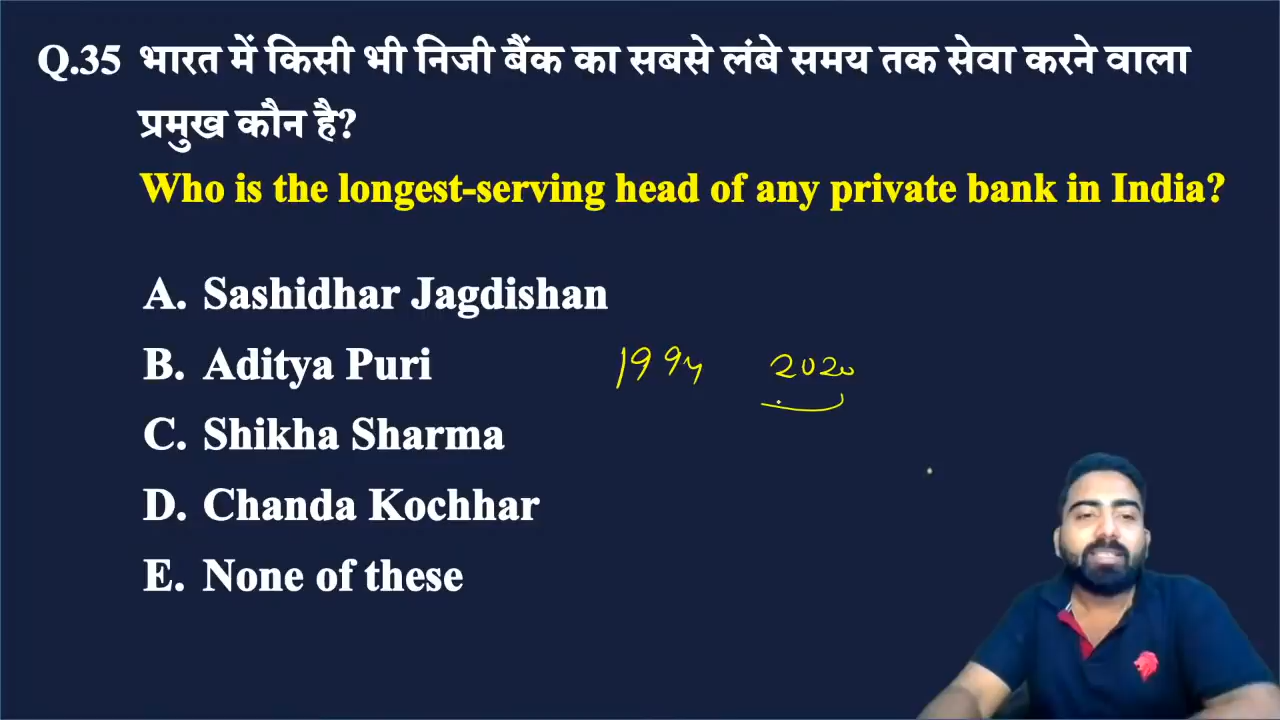 Q.35 भारत में किसी भी निजी बैंक का सबसे लंबे समय तक सेवा करने वाला
प्रमुख कौन है?
Who is the longest-serving head of any private bank in India?
A. Sashidhar Jagdishan
B. Aditya Puri 1994 2020
C. Shikha Sharma
D. Chanda Kochhar
E. None of these